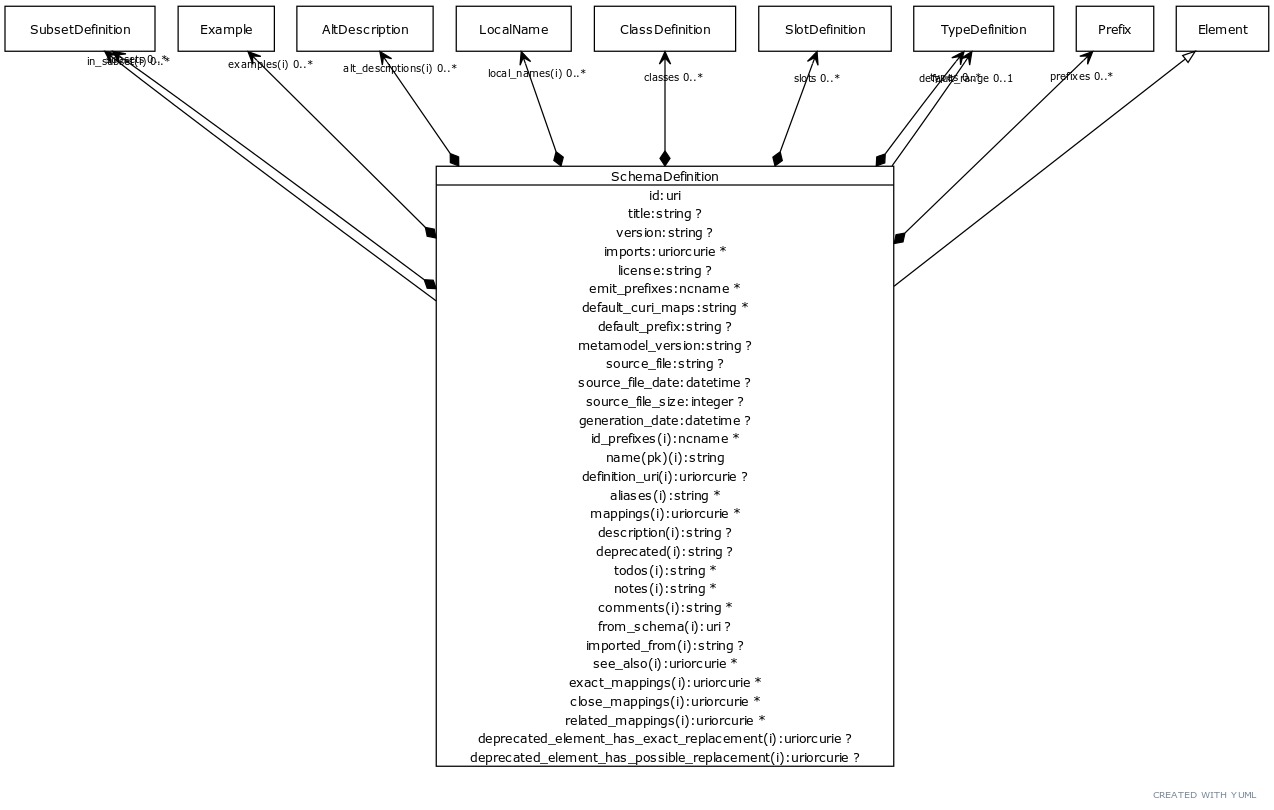 SubsetDefinition
Example
AltDescription
LocalName
ClassDefinition
SlotDefinition
TypeDefinition
Prefix
Element
in_subset(i) 0..*
examples(i) 0..*
alt_descriptions(i) 0..*
local_names(i) 0..*
classes 0..*
slots 0..*
default_range 0..1
prefixes 0..*
SchemaDefinition
id:uri
title:string ?
version:string ?
imports:uriorcurie *
license:string ?
emit_prefixes:ncname *
default_curi_maps:string *
default_prefix:string ?
metamodel_version:string ?
source_file:string ?
source_file_date:datetime ?
source_file_size:integer ?
generation_date:datetime ?
id_prefixes(i):ncname *
name(pk)(i):string
definition_uri(i):uriorcurie ?
aliases(i):string *
mappings(i):uriorcurie *
description(i):string ?
deprecated(i):string ?
todos(i):string *
notes(i):string *
comments(i):string *
from_schema(i):uri ?
imported_from(i):string ?
see_also(i):uriorcurie *
exact_mappings(i):uriorcurie *
close_mappings(i):uriorcurie *
related_mappings(i):uriorcurie *
deprecated_element_has_exact_replacement(i):uriorcurie ?
deprecated_element_has_possible_replacement(i):uriorcurie ?
CREATED WITH YUML